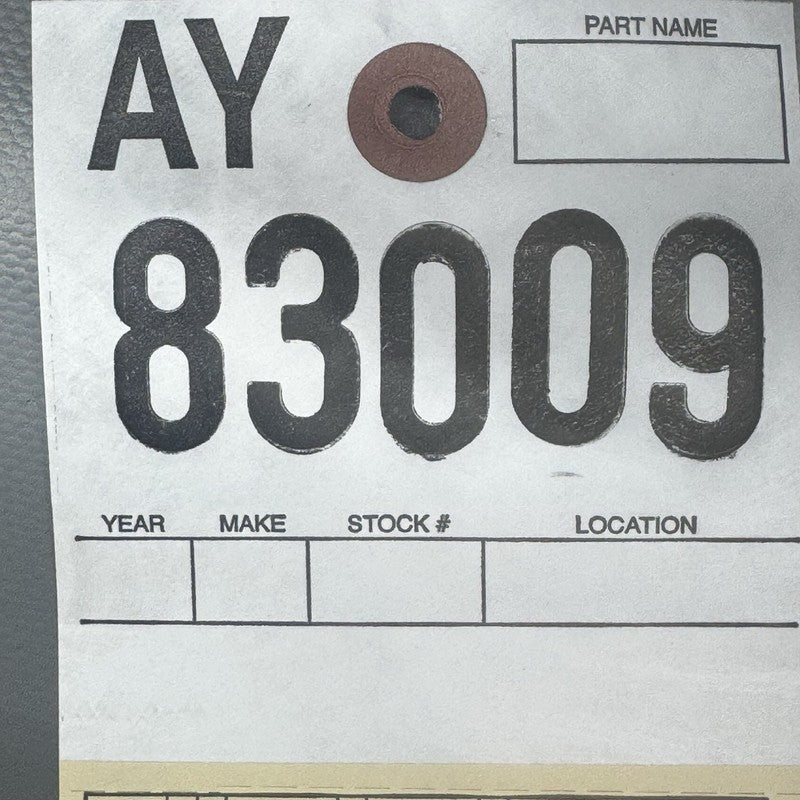 AY
PART NAME
83009
YEAR MAKE STOCK # LOCATION